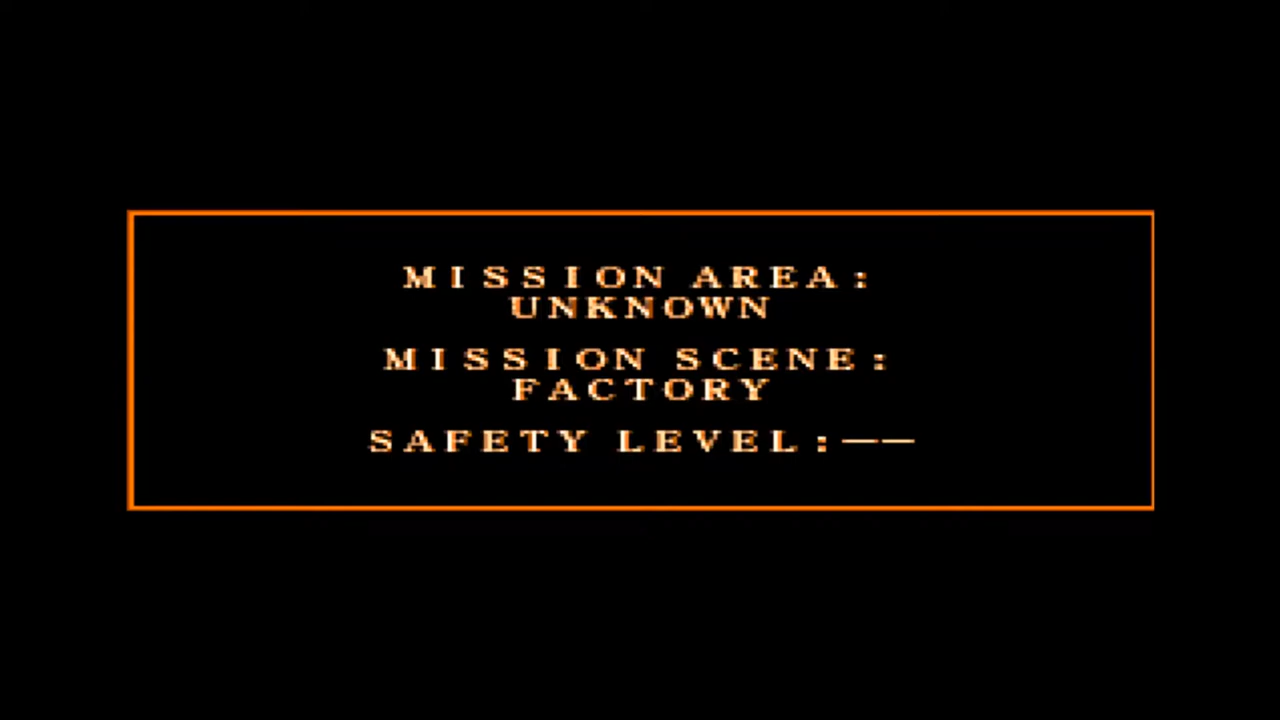 MISSION AREA:
UNKNOWN
MISSION SCENE:
FACTORY
SAFETY LEVEL:——